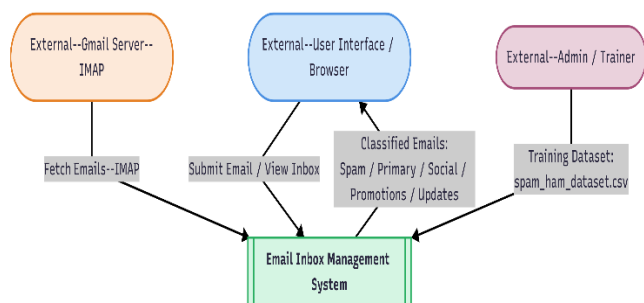 External--Gmail Server--
IMAP
External--User Interface /
Browser
External--Admin / Trainer
Fetch Emails--IMAP
Submit Email / View Inbox
Classified Emails:
Spam / Primary / Social /
Promotions / Updates
Training Dataset:
spam_ham_dataset.csv
Email Inbox Management
System